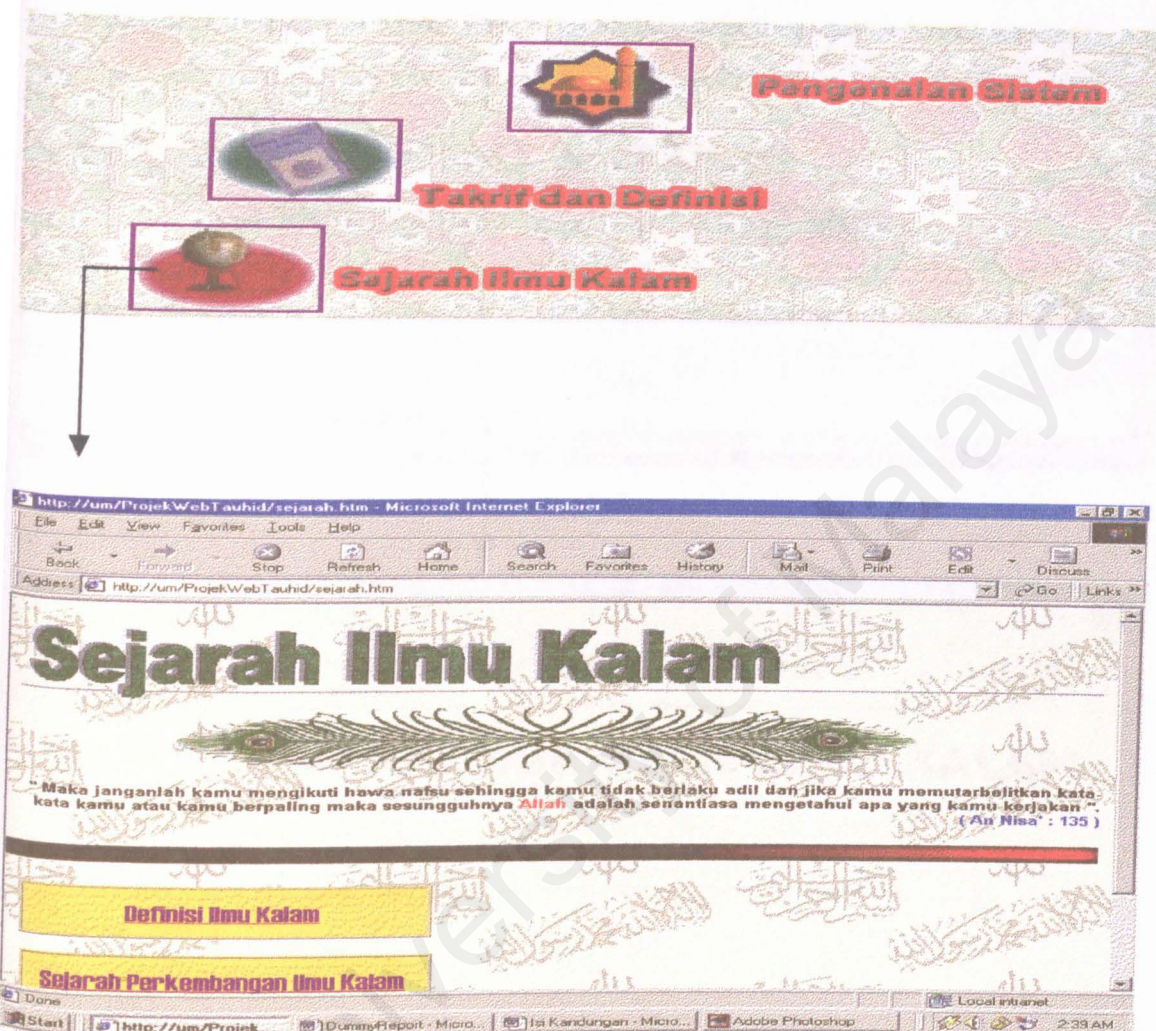 Pengenalan Sistem
Takrif dan Definisi
Sejarah Ilmu Kalam
http://um/ProjekWebTauhid/sejarah.htm - Microsoft Internet Explorer
File Edit View Favorites Tools Help
Back Forward Stop Refresh Home Search Favorites History Mail Print Edit Discuss
Address http://um/ProjekWebTauhid/sejarah.htm Go Links
Sejarah Ilmu Kalam
" Maka janganlah kamu mengikuti hawa nafsu sehingga kamu tidak berlaku adil dan jika kamu memutarbelitkan kata-
kata kamu atau kamu berpaling maka sesungguhnya Allah adalah senantiasa mengetahui apa yang kamu kerjakan ".
( An Nisa' : 135 )
Definisi Ilmu Kalam
Sejarah Perkembangan Ilmu Kalam
Done Local intranet
Start http://um/Projek... DummyReport - Micro... Isi Kandungan - Micro... Adobe Photoshop 2:39 AM
University of Malaya